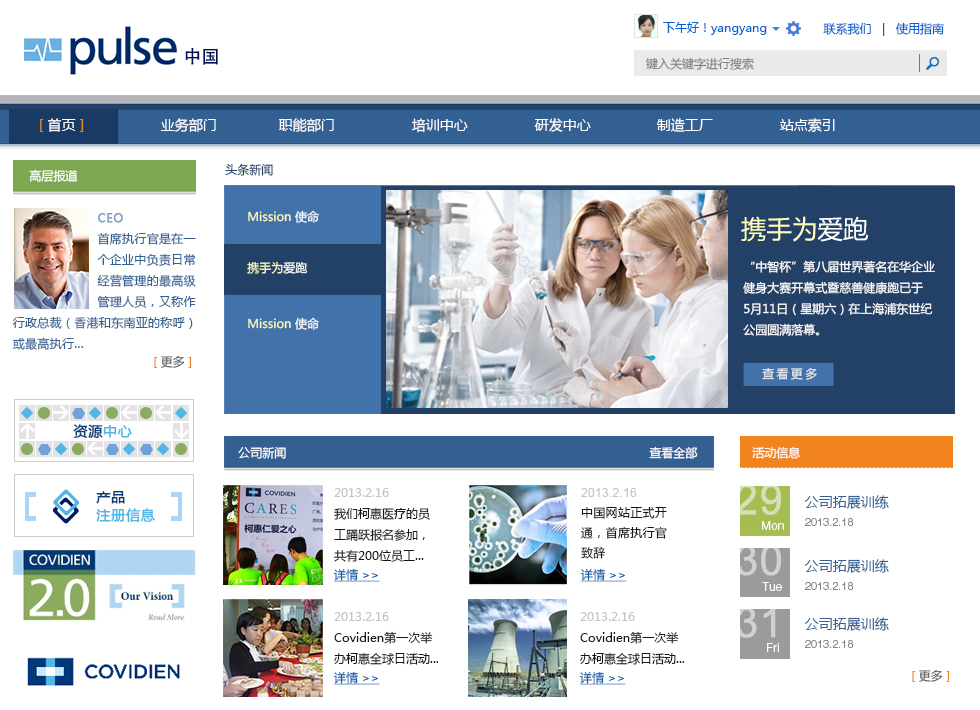 pulse 中国
下午好！yangyang
联系我们 | 使用指南
键入关键字进行搜索
[ 首页 ] 业务部门 职能部门 培训中心 研发中心 制造工厂 站点索引
高层报道
CEO
首席执行官是在一
个企业中负责日常
经营管理的最高级
管理人员，又称作
行政总裁（香港和东南亚的称呼）
或最高执行...
[ 更多 ]
资源中心
产品
注册信息
COVIDIEN
2.0
Our Vision
Read More
COVIDIEN
头条新闻
Mission 使命
携手为爱跑
Mission 使命
携手为爱跑
“中智杯”第八届世界著名在华企业
健身大赛开幕式暨慈善健康跑已于
5月11日（星期六）在上海浦东世纪
公园圆满落幕。
查看更多
公司新闻 查看全部
COVIDIEN
CARES
柯惠仁爱之心
2013.2.16
我们柯惠医疗的员
工踊跃报名参加，
共有200位员工...
详情 >>
2013.2.16
中国网站正式开
通，首席执行官
致辞
详情 >>
2013.2.16
Covidien第一次举
办柯惠全球日活动...
详情 >>
2013.2.16
Covidien第一次举
办柯惠全球日活动...
详情 >>
活动信息
29
Mon
公司拓展训练
2013.2.18
30
Tue
公司拓展训练
2013.2.18
31
Fri
公司拓展训练
2013.2.18
[ 更多 ]